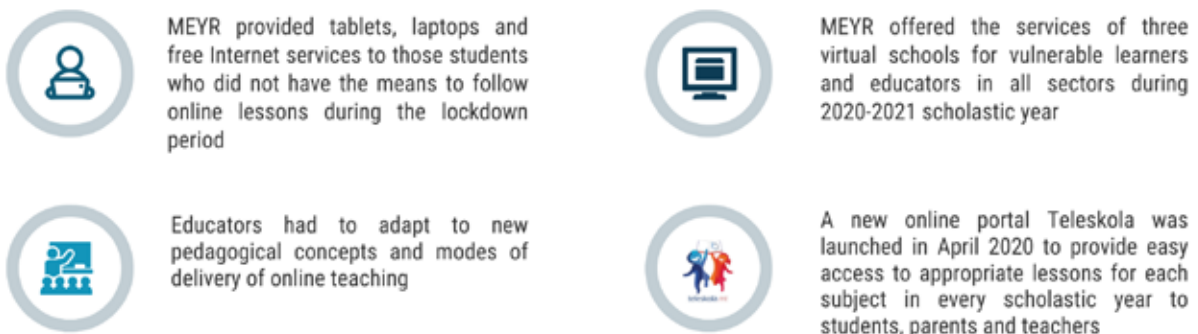 MEYR provided tablets, laptops and
free Internet services to those students
who did not have the means to follow
online lessons during the lockdown
period
MEYR offered the services of three
virtual schools for vulnerable learners
and educators in all sectors during
2020-2021 scholastic year
Educators had to adapt to new
pedagogical concepts and modes of
delivery of online teaching
A new online portal Teleskola was
launched in April 2020 to provide easy
access to appropriate lessons for each
subject in every scholastic year to
students, parents and teachers